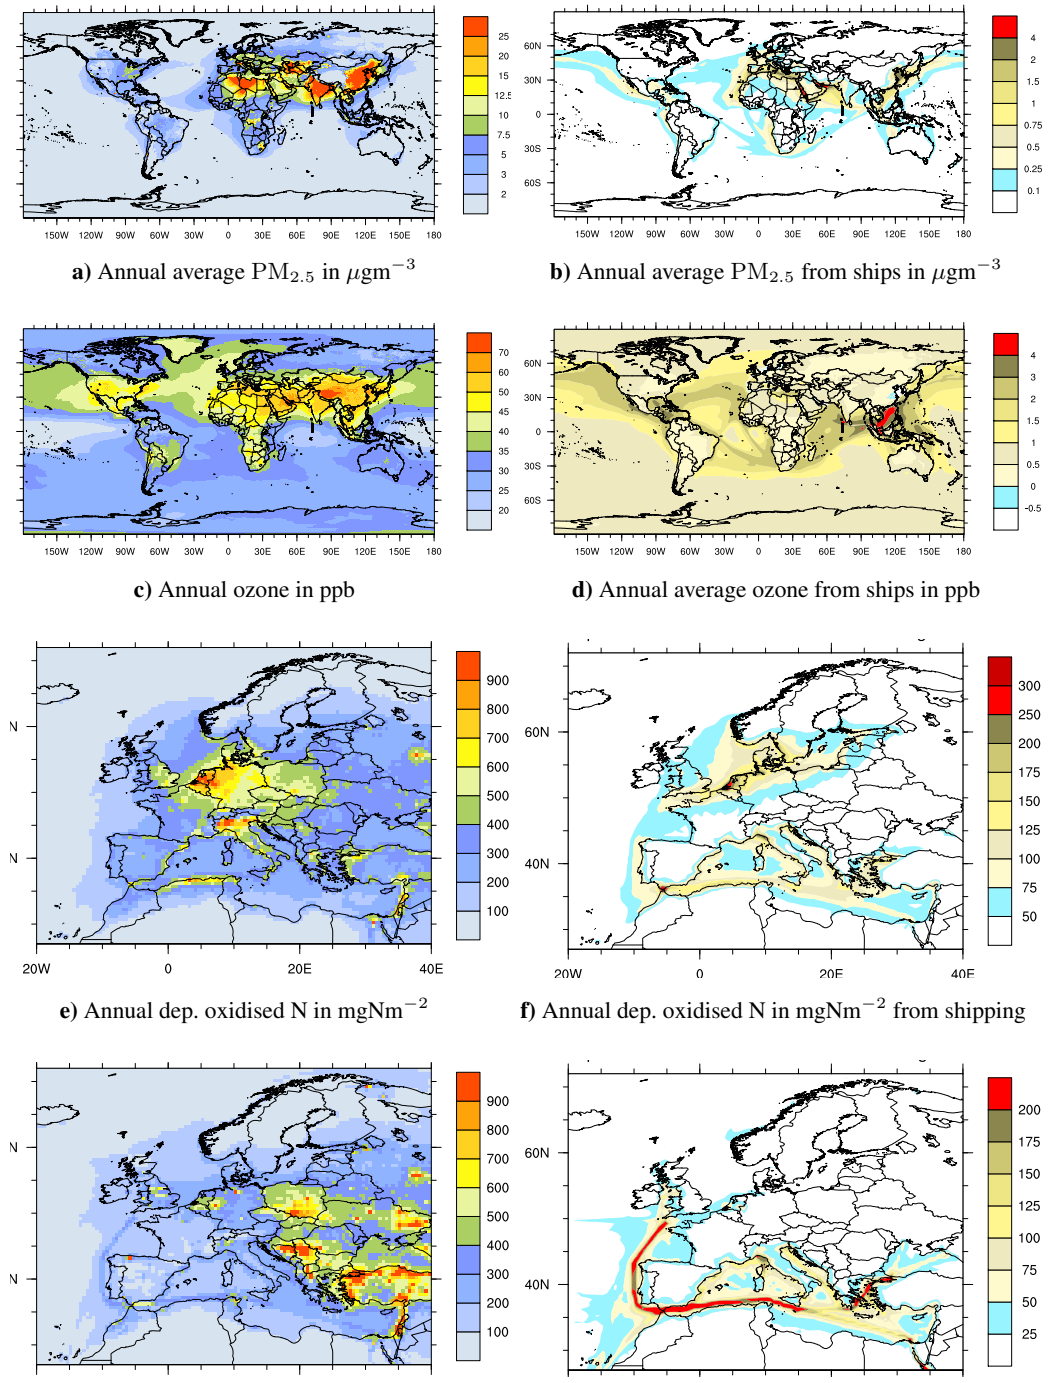 25
20
15
12.5
10
7.5
5
3
2
150W 120W 90W 60W 30W 0 30E 60E 90E 120E 150E 180
a) Annual average PM2.5 in μgm−3
60N
30N
0
30S
60S
4
2
1.5
1
0.75
0.5
0.25
0.1
150W 120W 90W 60W 30W 0 30E 60E 90E 120E 150E 180
b) Annual average PM2.5 from ships in μgm−3
70
60
50
45
40
35
30
25
20
150W 120W 90W 60W 30W 0 30E 60E 90E 120E 150E 180
c) Annual ozone in ppb
60N
30N
0
30S
60S
4
3
2
1.5
1
0.5
0
-0.5
150W 120W 90W 60W 30W 0 30E 60E 90E 120E 150E 180
d) Annual average ozone from ships in ppb
N
N
900
800
700
600
500
400
300
200
100
20W 0 20E 40E
e) Annual dep. oxidised N in mgNm−2
60N
40N
300
250
200
175
150
125
100
75
50
20W 0 20E 40E
f) Annual dep. oxidised N in mgNm−2 from shipping
N
N
900
800
700
600
500
400
300
200
100
60N
40N
200
175
150
125
100
75
50
25